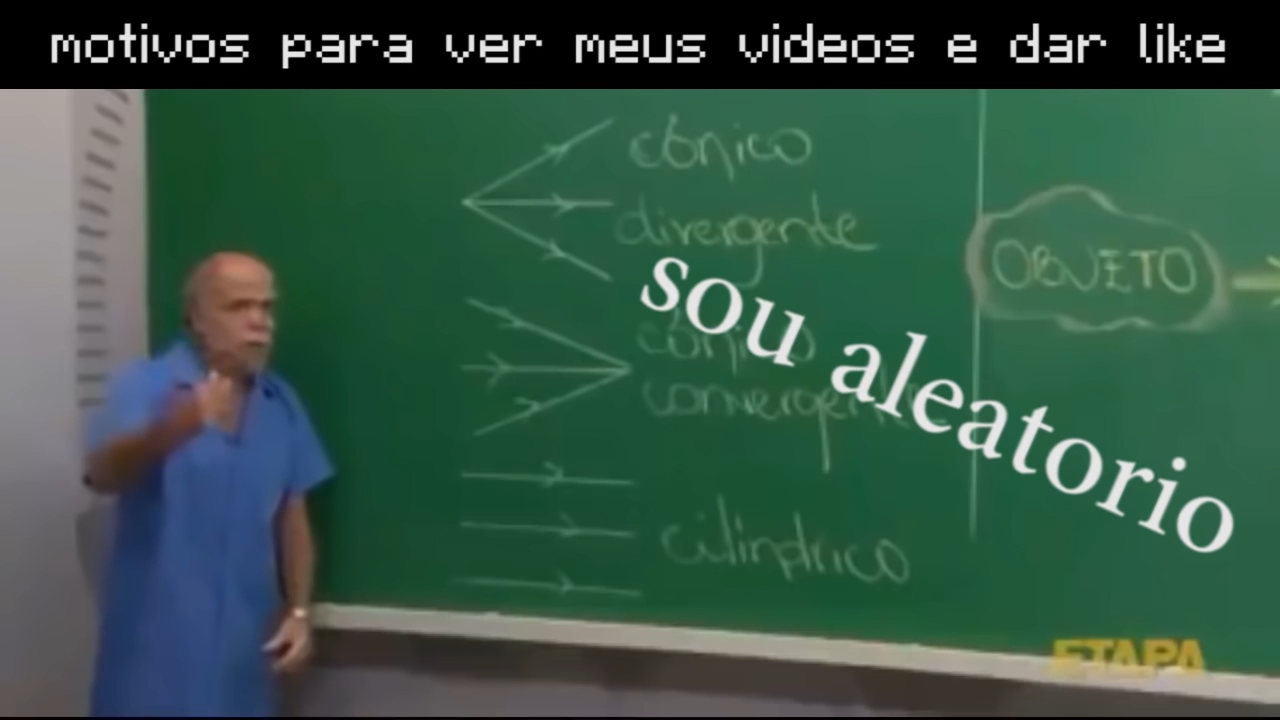 motivos para ver meus videos e dar like
cônico
divergente
OBJETO
sou aleatorio
cônico
convergente
cilíndrico
ETAPA